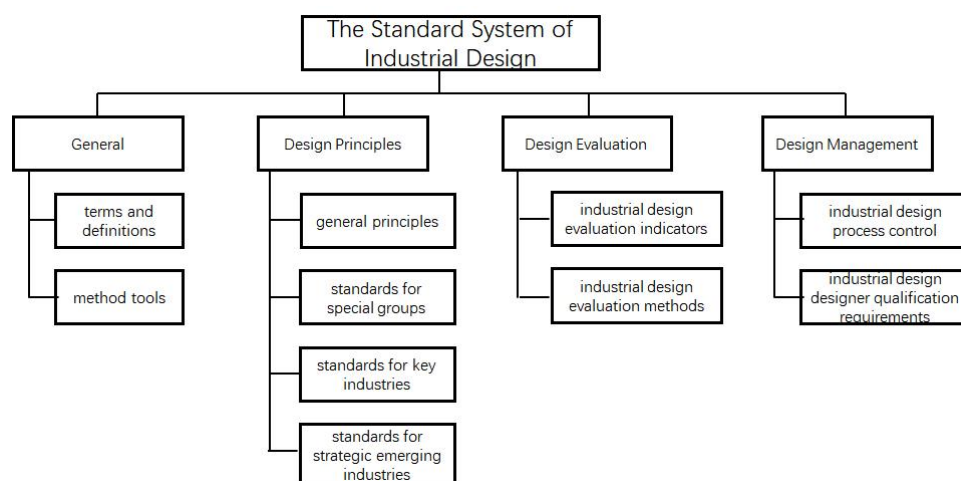 The Standard System of
Industrial Design
General
Design Principles
Design Evaluation
Design Management
terms and
definitions
method tools
general principles
standards for
special groups
standards for key
industries
standards for
strategic emerging
industries
industrial design
evaluation indicators
industrial design
evaluation methods
industrial design
process control
industrial design
designer qualification
requirements